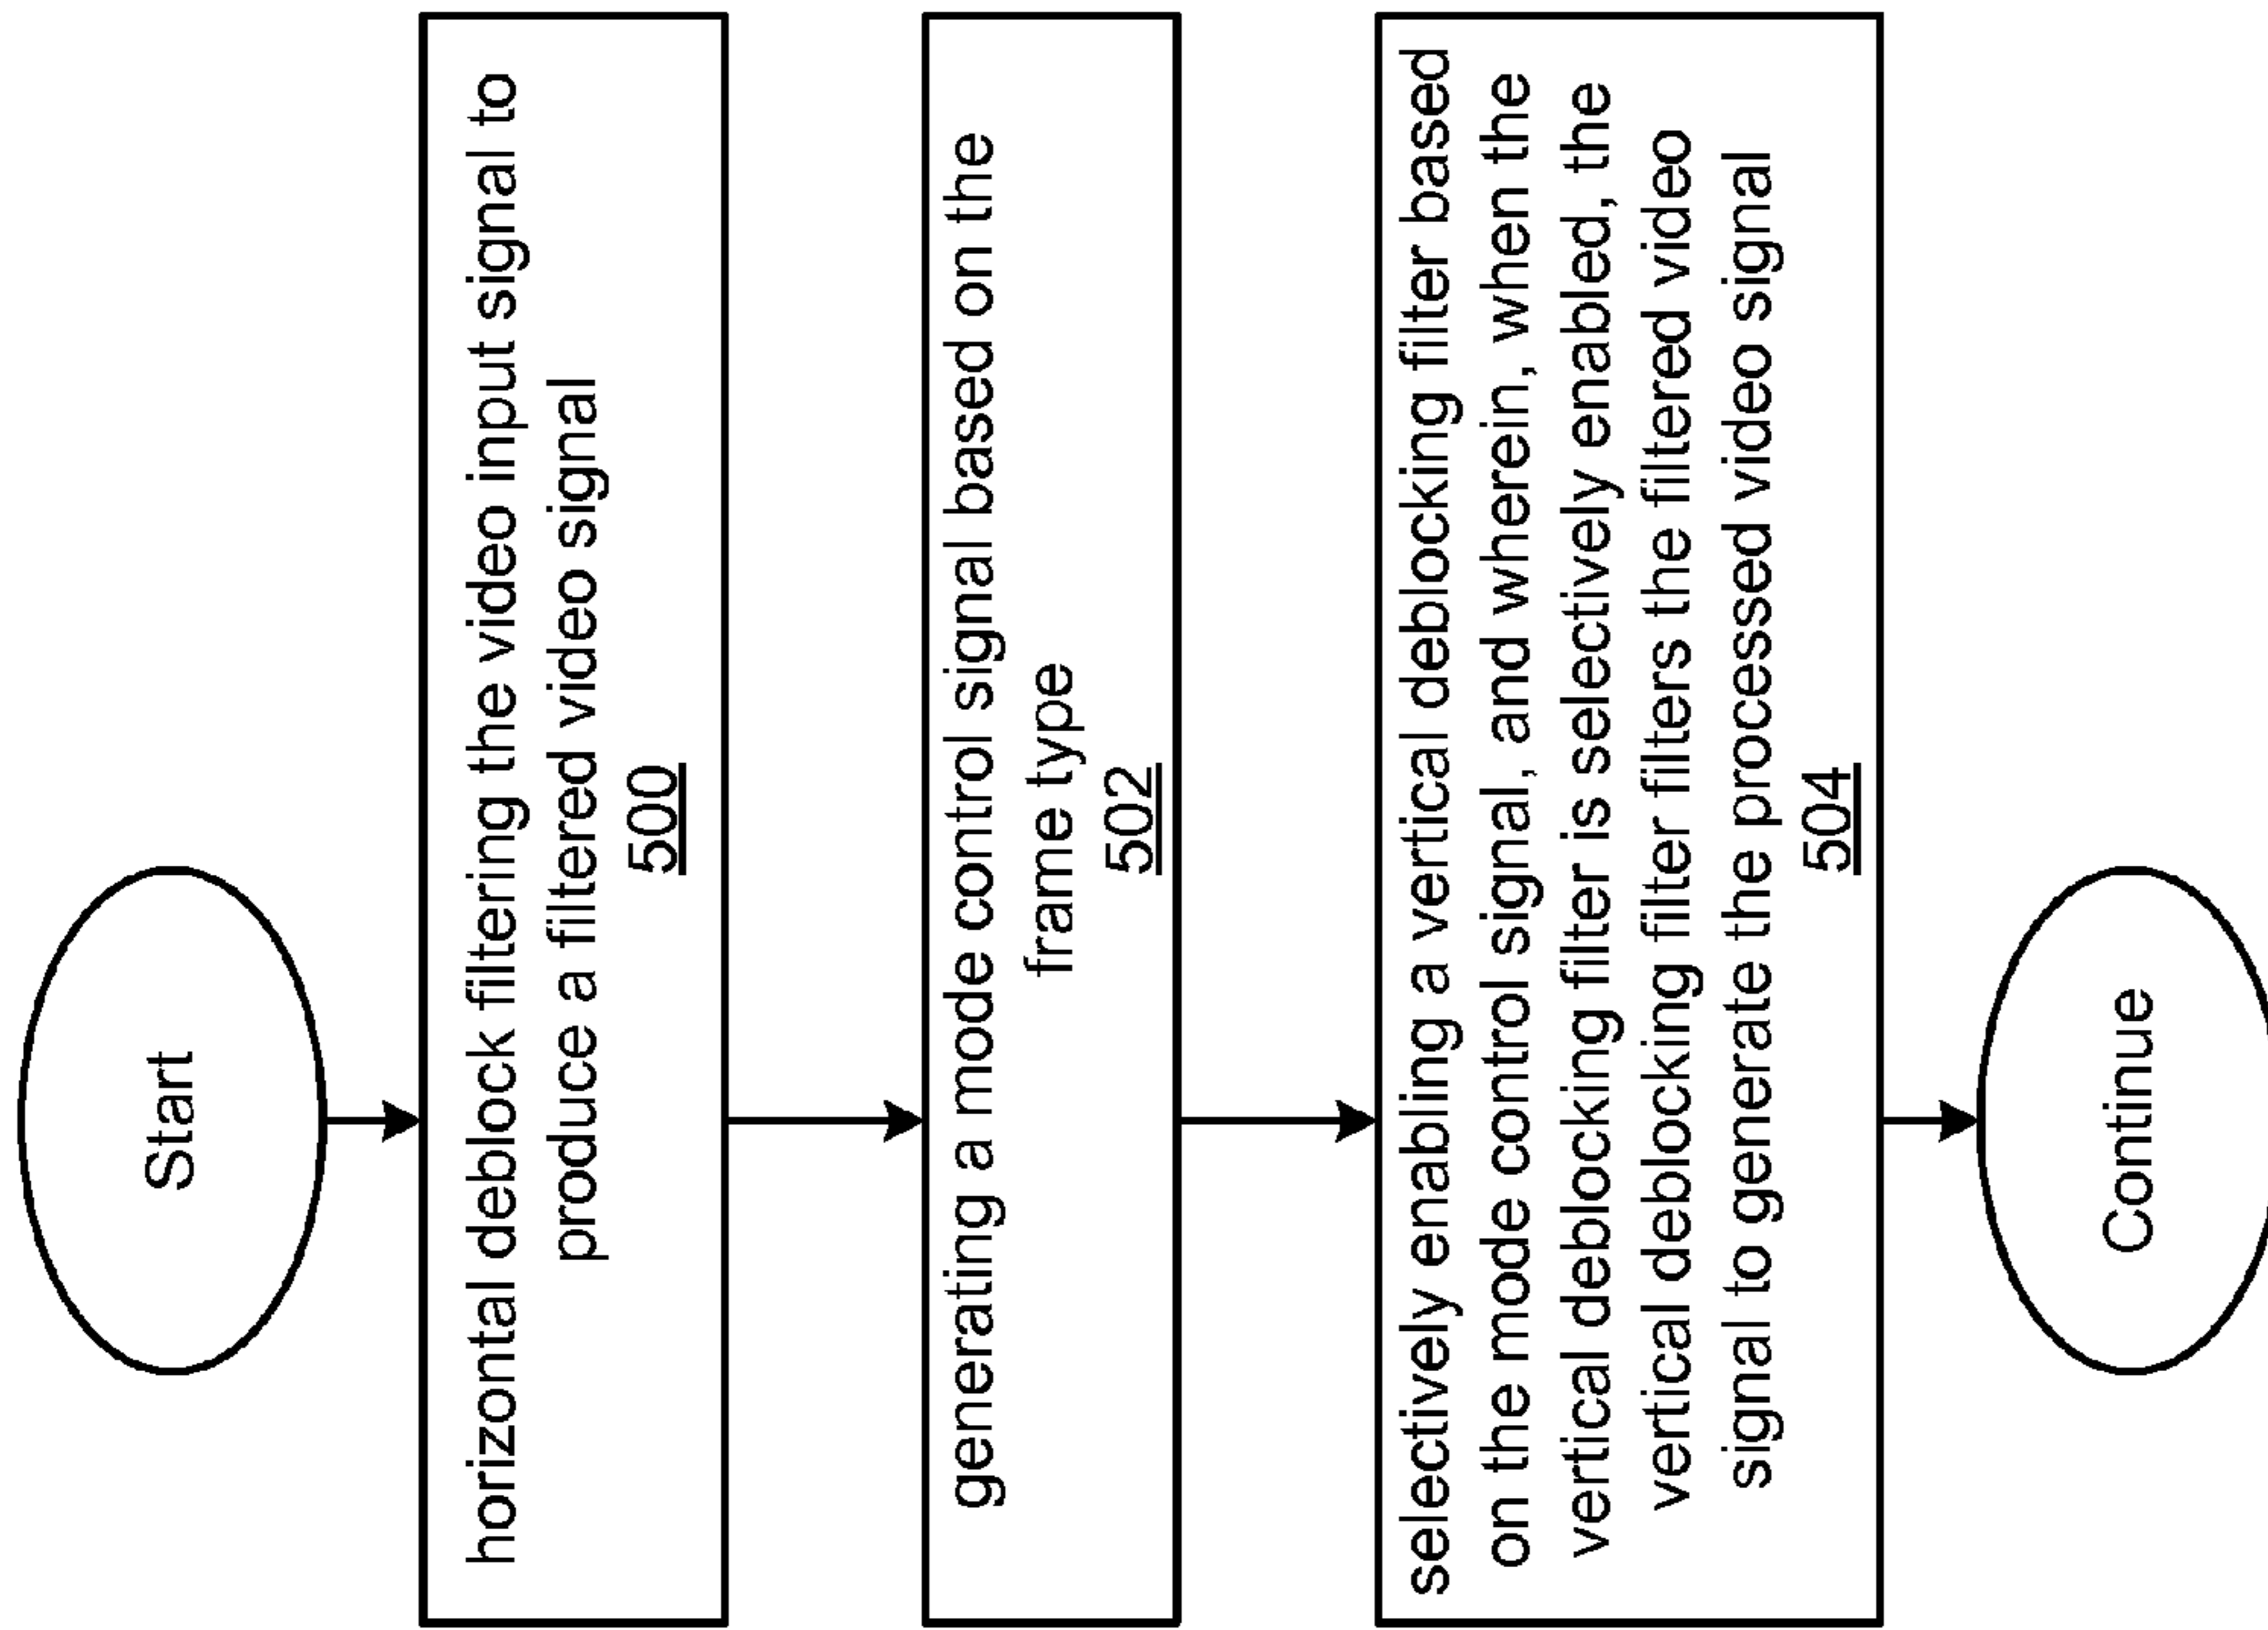 Start
horizontal deblock filtering the video input signal to
produce a filtered video signal
500
generating a mode control signal based on the
frame type
502
selectively enabling a vertical deblocking filter based
on the mode control signal, and wherein, when the
vertical deblocking filter is selectively enabled, the
vertical deblocking filter filters the filtered video
signal to generate the processed video signal
504
Continue